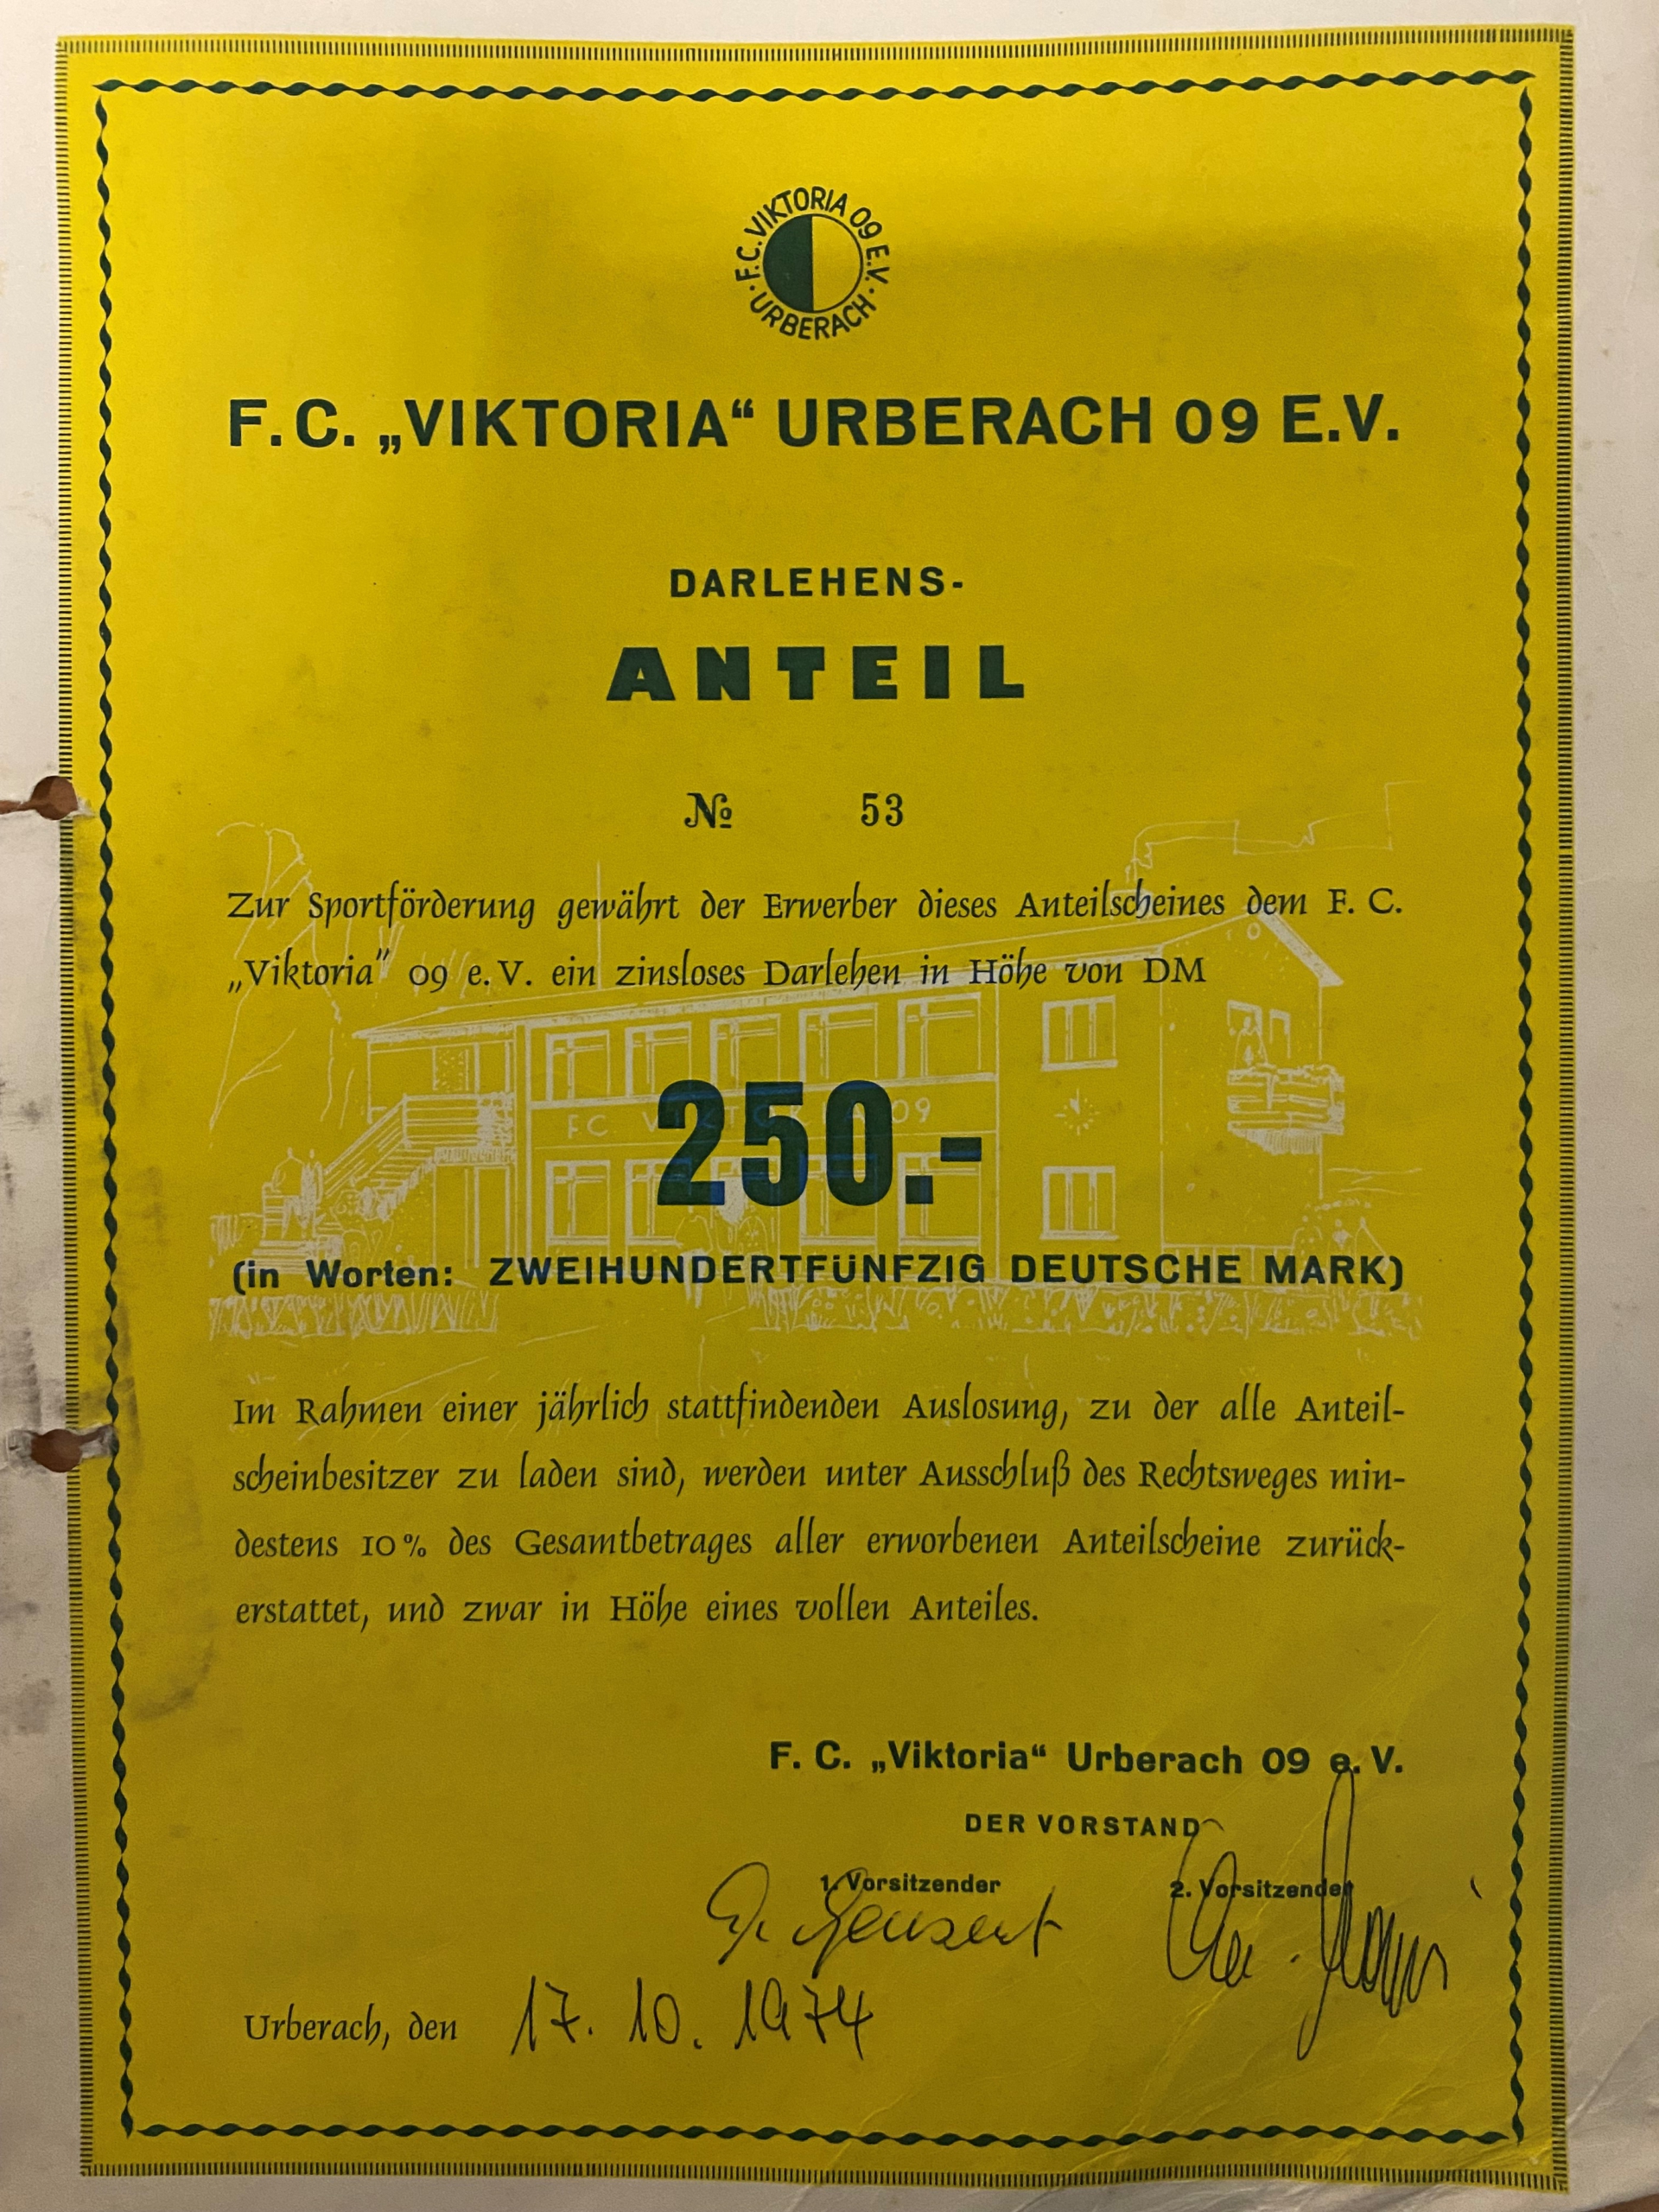 F.C. VIKTORIA 09 E.V. · URBERACH ·
F.C. „VIKTORIA“ URBERACH 09 E.V.
DARLEHENS-
ANTEIL
№ 53
Zur Sportförderung gewährt der Erwerber dieses Anteilscheines dem F. C.
„Viktoria” 09 e. V. ein zinsloses Darlehen in Höhe von DM
250.-
FC VIKTORIA 09
(in Worten: ZWEIHUNDERTFÜNFZIG DEUTSCHE MARK)
Im Rahmen einer jährlich stattfindenden Auslosung, zu der alle Anteil-
scheinbesitzer zu laden sind, werden unter Ausschluß des Rechtsweges min-
destens 10% des Gesamtbetrages aller erworbenen Anteilscheine zurück-
erstattet, und zwar in Höhe eines vollen Anteiles.
F. C. „Viktoria“ Urberach 09 e. V.
DER VORSTAND
1. Vorsitzender 2. Vorsitzender
Urberach, den 17. 10. 1974